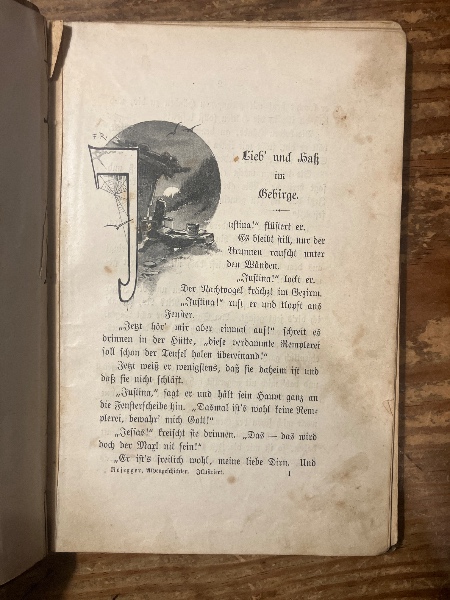 F. R.
Lieb' und Haß
im
Gebirge.
Justina!" flüstert er.
Es bleibt still, nur der
Brunnen rauscht unter
den Wänden.
„Justina!" lockt er.
Der Nachtvogel krächzt im Gezirm.
„Justina!" ruft er und klopft ans
Fenster.
„Jetzt hör' mir aber einmal auf!" schreit es
drinnen in der Hütte, „diese verdammte Remplerei
soll schon der Teufel holen übereinand!"
Jetzt weiß er wenigstens, daß sie daheim ist und
daß sie nicht schläft.
„Justina," sagt er und hält sein Haupt ganz an
die Fensterscheibe hin. „Dasmal ist's wohl keine Rem-
plerei, bewahr' mich Gott!"
„Jessas!" kreischt sie drinnen. „Das — das wird
doch der Maxl nit sein!"
„Er ist's freilich wohl, meine liebe Dirn. Und
Rosegger, Alpengeschichten. Illustriert.
1